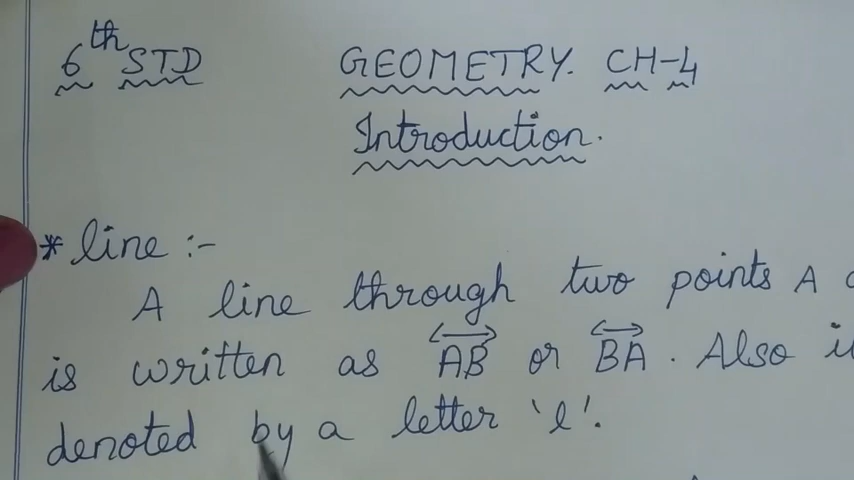 6th STD GEOMETRY. CH-4
Introduction.
* line :-
A line through two points A
is written as AB or BA. Also
denoted by a letter 'l'.